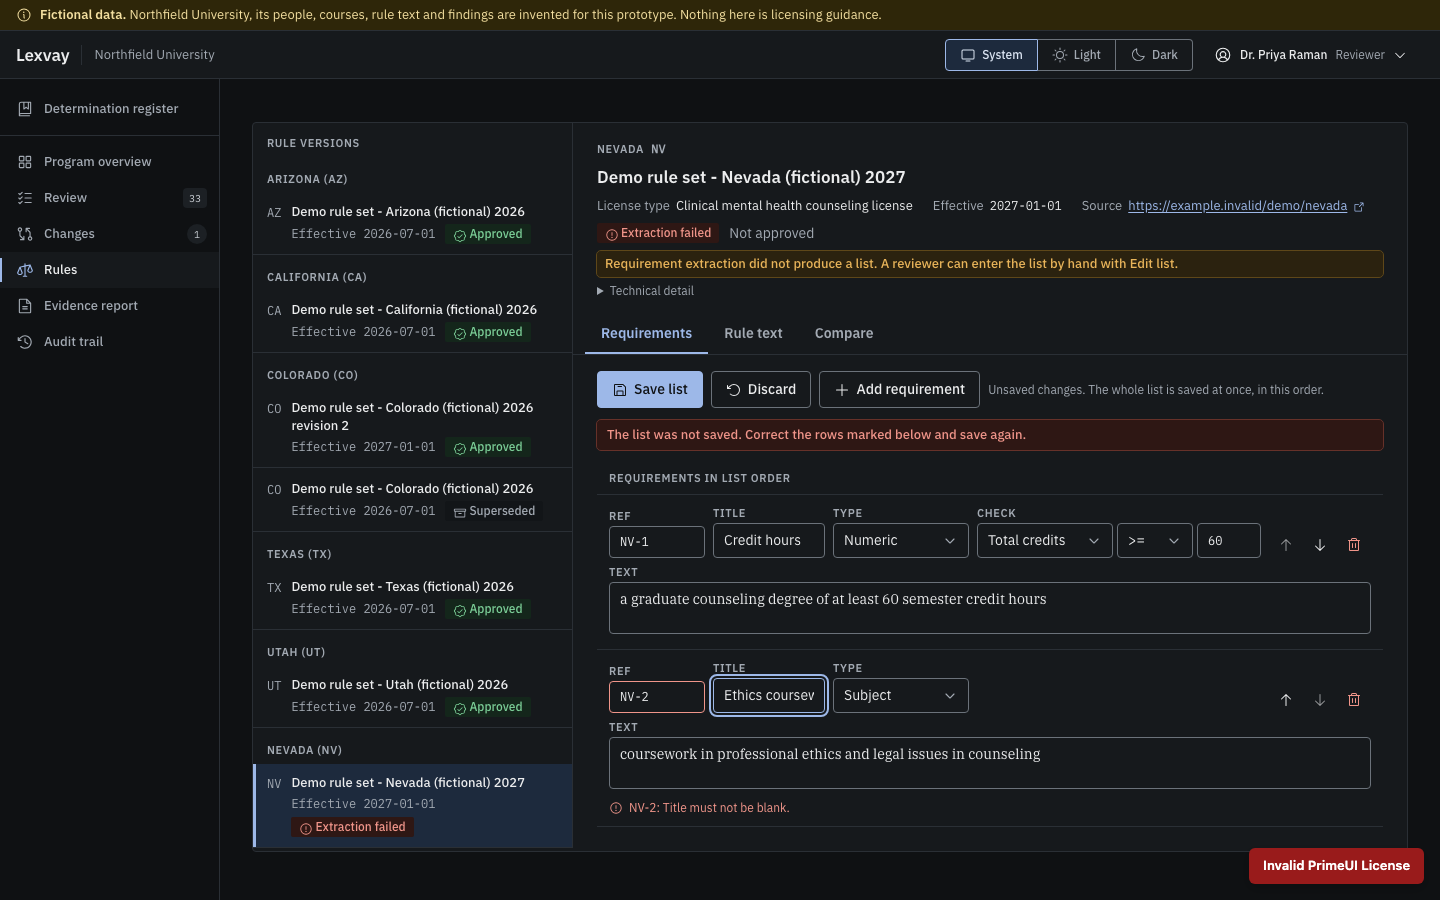 Fictional data. Northfield University, its people, courses, rule text and findings are invented for this prototype. Nothing here is licensing guidance.
Lexvay
Northfield University
System
Light
Dark
Dr. Priya Raman Reviewer
Determination register
Program overview
Review 33
Changes 1
Rules
Evidence report
Audit trail
RULE VERSIONS
ARIZONA (AZ)
AZ Demo rule set - Arizona (fictional) 2026
Effective 2026-07-01 Approved
CALIFORNIA (CA)
CA Demo rule set - California (fictional) 2026
Effective 2026-07-01 Approved
COLORADO (CO)
CO Demo rule set - Colorado (fictional) 2026
revision 2
Effective 2027-01-01 Approved
CO Demo rule set - Colorado (fictional) 2026
Effective 2026-07-01 Superseded
TEXAS (TX)
TX Demo rule set - Texas (fictional) 2026
Effective 2026-07-01 Approved
UTAH (UT)
UT Demo rule set - Utah (fictional) 2026
Effective 2026-07-01 Approved
NEVADA (NV)
NV Demo rule set - Nevada (fictional) 2027
Effective 2027-01-01
Extraction failed
NEVADA NV
Demo rule set - Nevada (fictional) 2027
License type Clinical mental health counseling license Effective 2027-01-01 Source https://example.invalid/demo/nevada
Extraction failed Not approved
Requirement extraction did not produce a list. A reviewer can enter the list by hand with Edit list.
Technical detail
Requirements Rule text Compare
Save list Discard Add requirement Unsaved changes. The whole list is saved at once, in this order.
The list was not saved. Correct the rows marked below and save again.
REQUIREMENTS IN LIST ORDER
REF TITLE TYPE CHECK
NV-1 Credit hours Numeric Total credits >= 60
TEXT
a graduate counseling degree of at least 60 semester credit hours
REF TITLE TYPE
NV-2 Ethics coursev Subject
TEXT
coursework in professional ethics and legal issues in counseling
NV-2: Title must not be blank.
Invalid PrimeUI License